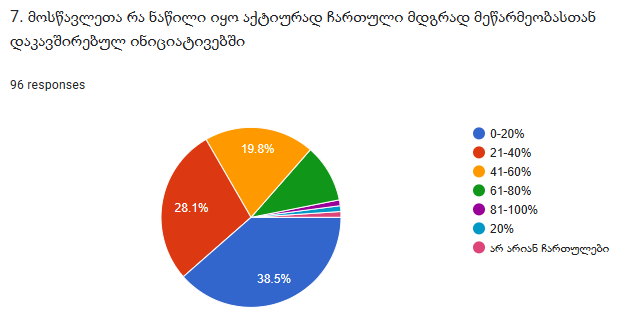 7. მოსწავლეთა რა ნაწილი იყო აქტიურად ჩართული მდგრად მეწარმეობასთან
დაკავშირებულ ინიციატივებში
96 responses
19.8%
28.1%
38.5%
0-20%
21-40%
41-60%
61-80%
81-100%
20%
არ არიან ჩართულები